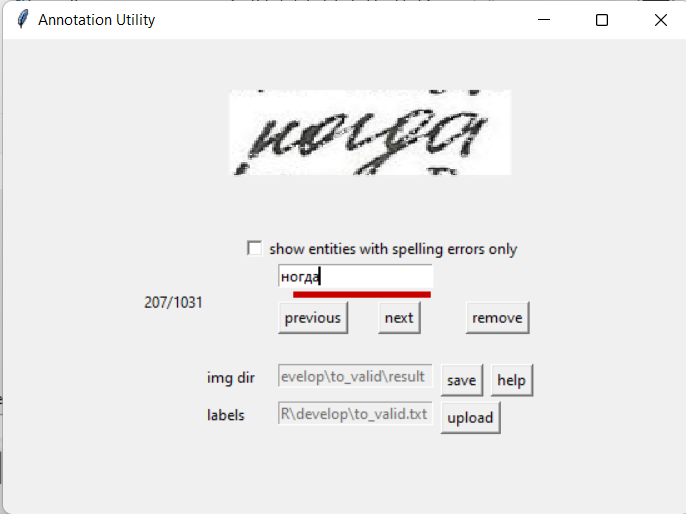 Annotation Utility
ногда
show entities with spelling errors only
ногда
207/1031
previous next remove
img dir evelop\to_valid\result save help
labels R\develop\to_valid.txt upload